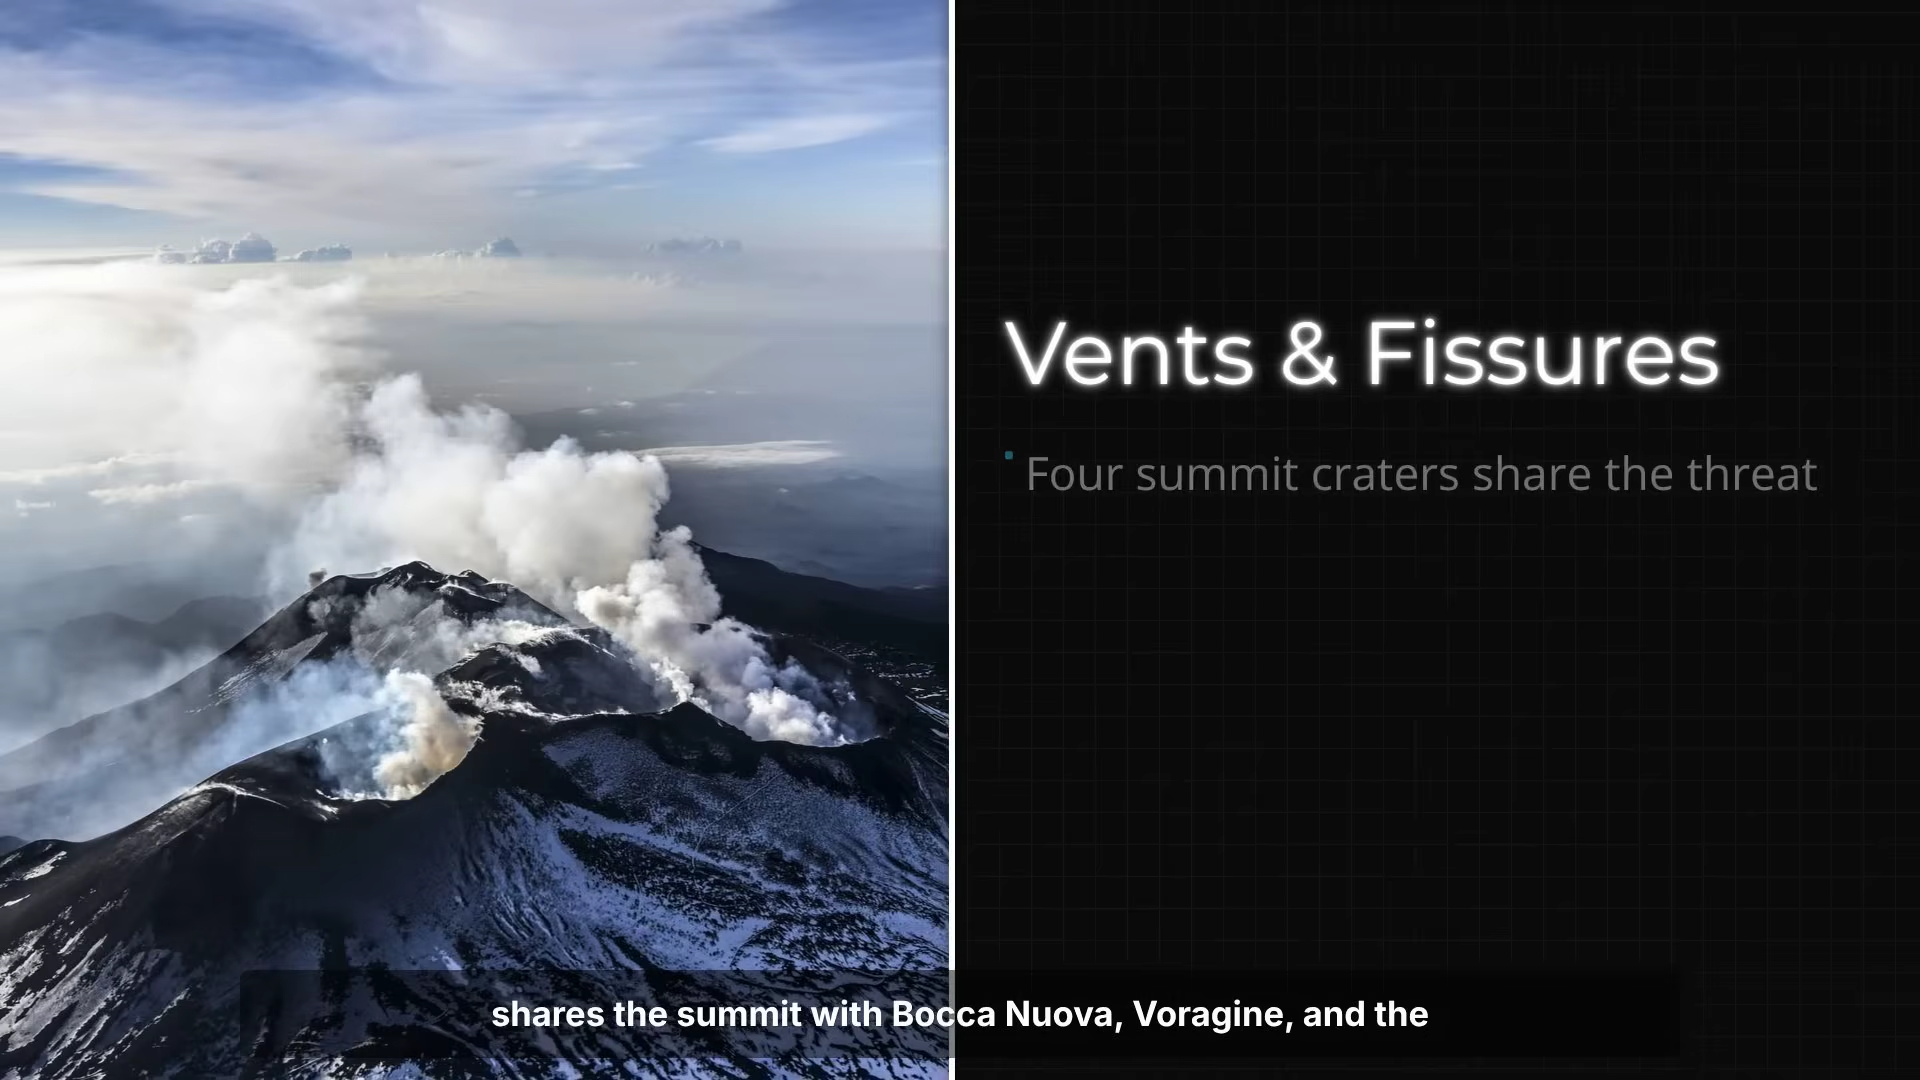 Vents & Fissures
Four summit craters share the threat
shares the summit with Bocca Nuova, Voragine, and the